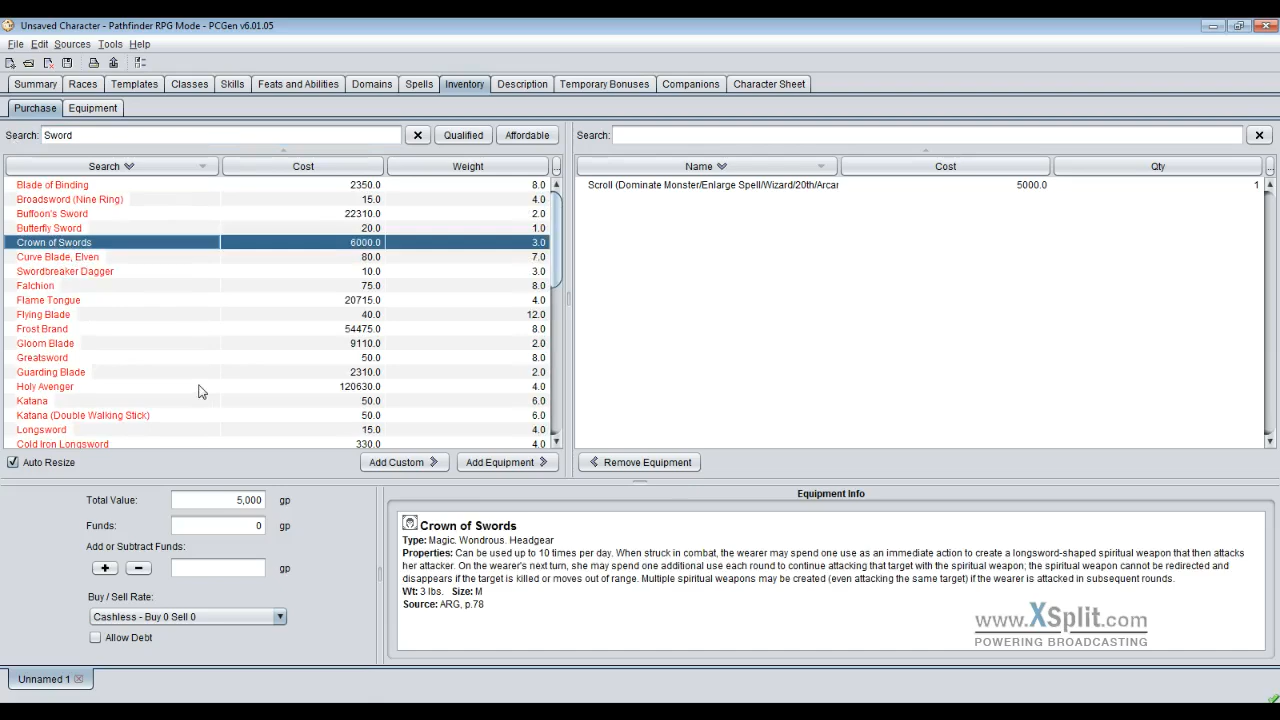 Unsaved Character - Pathfinder RPG Mode - PCGen v6.01.05
File Edit Sources Tools Help
Summary Races Templates Classes Skills Feats and Abilities Domains Spells Inventory Description Temporary Bonuses Companions Character Sheet
Purchase Equipment
Search: Sword Qualified Affordable Search:
Search Cost Weight Name Cost Qty
Blade of Binding 2350.0 8.0 Scroll (Dominate Monster/Enlarge Spell/Wizard/20th/Arcar 5000.0 1
Broadsword (Nine Ring) 15.0 4.0
Buffoon's Sword 22310.0 2.0
Butterfly Sword 20.0 1.0
Crown of Swords 6000.0 3.0
Curve Blade, Elven 80.0 7.0
Swordbreaker Dagger 10.0 3.0
Falchion 75.0 8.0
Flame Tongue 20715.0 4.0
Flying Blade 40.0 12.0
Frost Brand 54475.0 8.0
Gloom Blade 9110.0 2.0
Greatsword 50.0 8.0
Guarding Blade 2310.0 2.0
Holy Avenger 120630.0 4.0
Katana 50.0 6.0
Katana (Double Walking Stick) 50.0 6.0
Longsword 15.0 4.0
Cold Iron Longsword 330.0 4.0
Auto Resize Add Custom Add Equipment Remove Equipment
Total Value: 5,000 gp
Funds: 0 gp
Add or Subtract Funds:
gp
Buy / Sell Rate:
Cashless - Buy 0 Sell 0
Allow Debt
Equipment Info
Crown of Swords
Type: Magic. Wondrous. Headgear
Properties: Can be used up to 10 times per day. When struck in combat, the wearer may spend one use as an immediate action to create a longsword-shaped spiritual weapon that then attacks
her attacker. On the wearer's next turn, she may spend one additional use each round to continue attacking that target with the spiritual weapon; the spiritual weapon cannot be redirected and
disappears if the target is killed or moves out of range. Multiple spiritual weapons may be created (even attacking the same target) if the wearer is attacked in subsequent rounds.
Wt: 3 lbs. Size: M
Source: ARG, p.78
www.XSplit.com
POWERING BROADCASTING
Unnamed 1